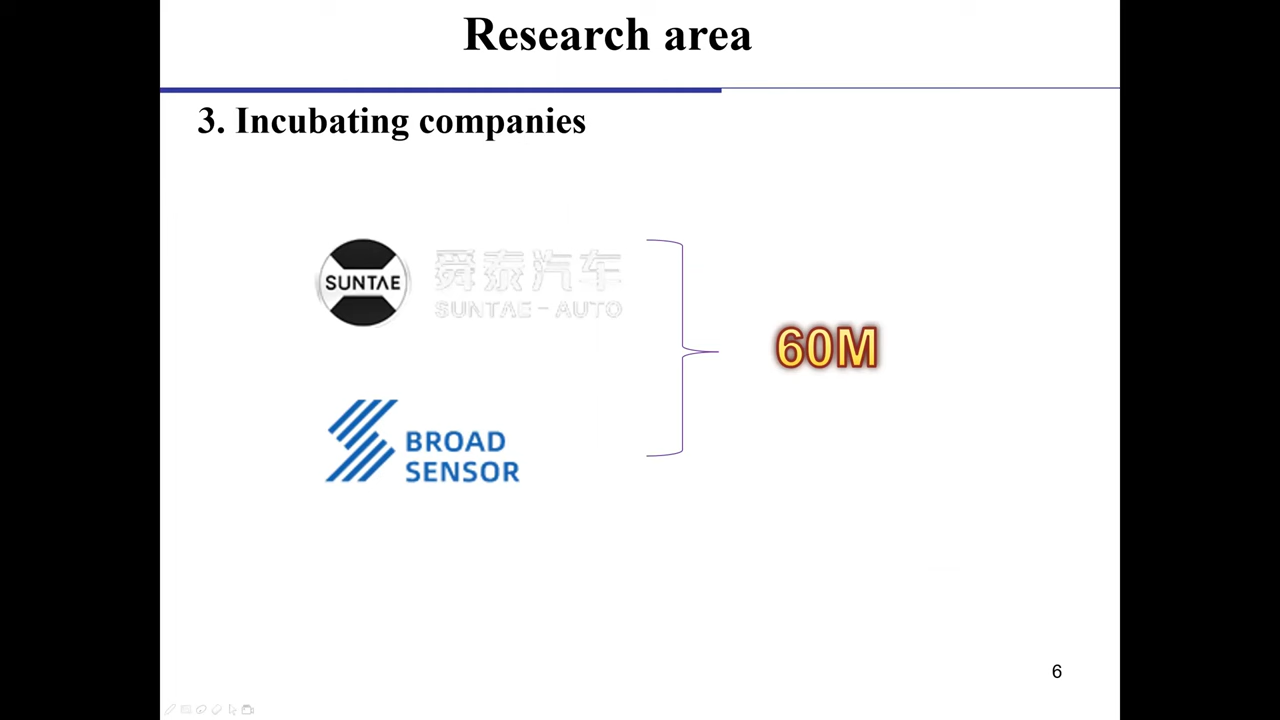 Research area
3. Incubating companies
SUNTAE
舜泰汽车
SUNTAE - AUTO
60M
BROAD
SENSOR
6